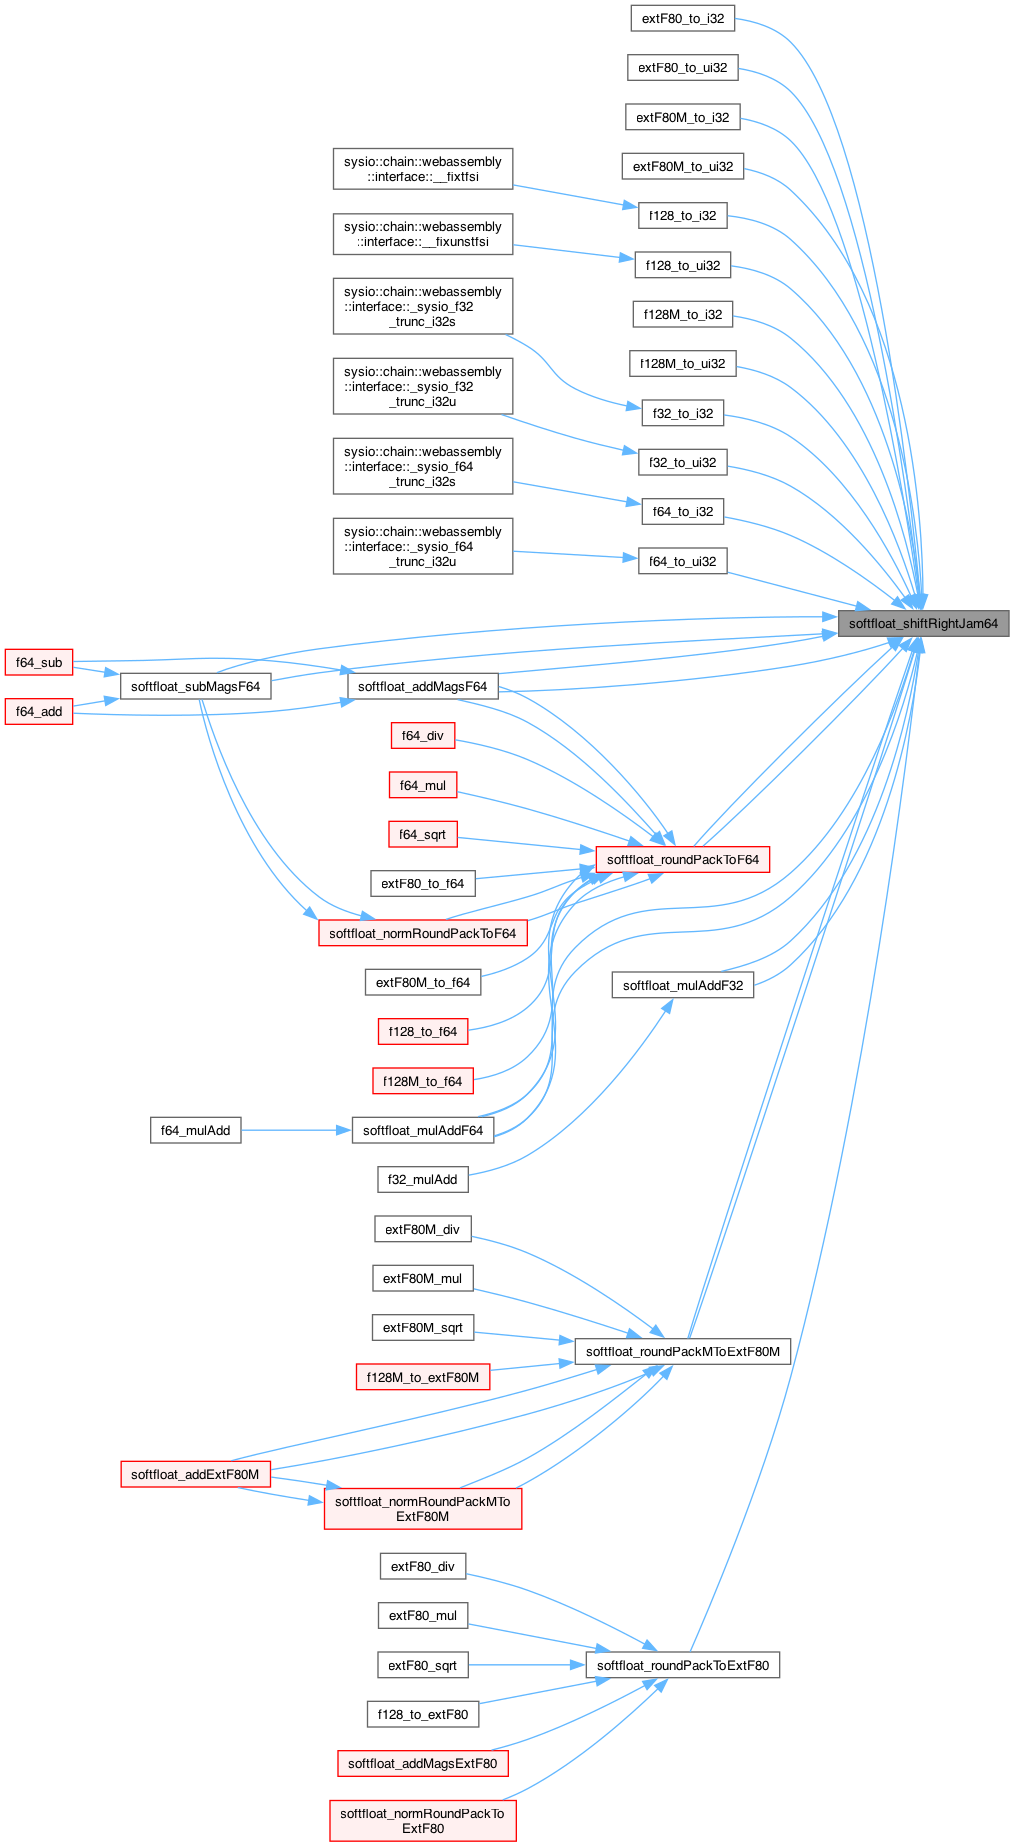 extF80_to_i32
extF80_to_ui32
extF80M_to_i32
extF80M_to_ui32
sysio::chain::webassembly
::interface::__fixtfsi
f128_to_i32
sysio::chain::webassembly
::interface::__fixunstfsi
f128_to_ui32
sysio::chain::webassembly
::interface::_sysio_f32
_trunc_i32s
f128M_to_i32
f128M_to_ui32
sysio::chain::webassembly
::interface::_sysio_f32
_trunc_i32u
f32_to_i32
sysio::chain::webassembly
::interface::_sysio_f64
_trunc_i32s
f32_to_ui32
f64_to_i32
sysio::chain::webassembly
::interface::_sysio_f64
_trunc_i32u
f64_to_ui32
softfloat_shiftRightJam64
f64_sub
softfloat_subMagsF64
softfloat_addMagsF64
f64_add
f64_div
f64_mul
f64_sqrt
softfloat_roundPackToF64
extF80_to_f64
softfloat_normRoundPackToF64
extF80M_to_f64
softfloat_mulAddF32
f128_to_f64
f128M_to_f64
f64_mulAdd
softfloat_mulAddF64
f32_mulAdd
extF80M_div
extF80M_mul
extF80M_sqrt
softfloat_roundPackMToExtF80M
f128M_to_extF80M
softfloat_addExtF80M
softfloat_normRoundPackMTo
ExtF80M
extF80_div
extF80_mul
extF80_sqrt
softfloat_roundPackToExtF80
f128_to_extF80
softfloat_addMagsExtF80
softfloat_normRoundPackTo
ExtF80